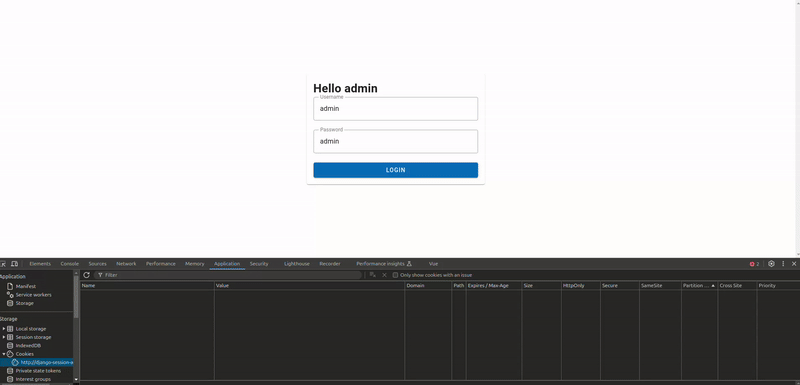 Hello admin
Username
admin
Password
admin
LOGIN
Elements Console Sources Network Performance Memory Application Security Lighthouse Recorder Performance insights Vue 2
Application
Filter
Only show cookies with an issue
Manifest
Service workers
Storage
Name Value Domain Path Expires / Max-Age Size HttpOnly Secure SameSite Partition ... Cross Site Priority
Storage
Local storage
Session storage
IndexedDB
Cookies
http://django-session-a
Private state tokens
Interest groups